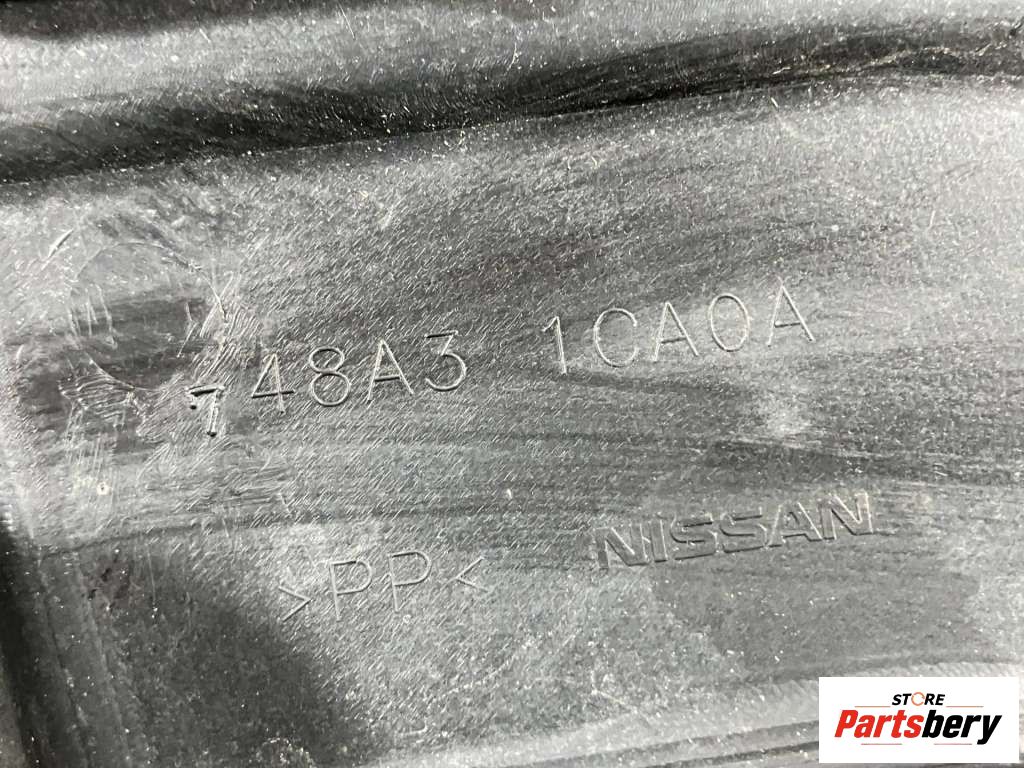 748A3 1CA0A
>PP< NISSAN
STORE
Partsbery